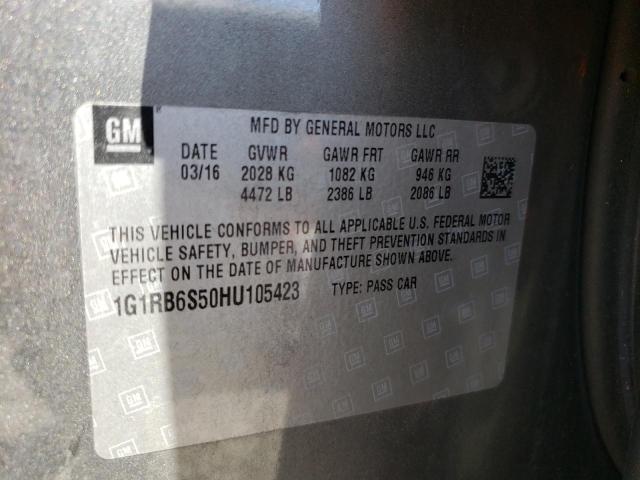 GM
MFD BY GENERAL MOTORS LLC
DATE GVWR GAWR FRT GAWR RR
03/16 2028 KG 1082 KG 946 KG
4472 LB 2386 LB 2086 LB
THIS VEHICLE CONFORMS TO ALL APPLICABLE U.S. FEDERAL MOTOR
VEHICLE SAFETY, BUMPER, AND THEFT PREVENTION STANDARDS IN
EFFECT ON THE DATE OF MANUFACTURE SHOWN ABOVE.
1G1RB6S50HU105423 TYPE: PASS CAR